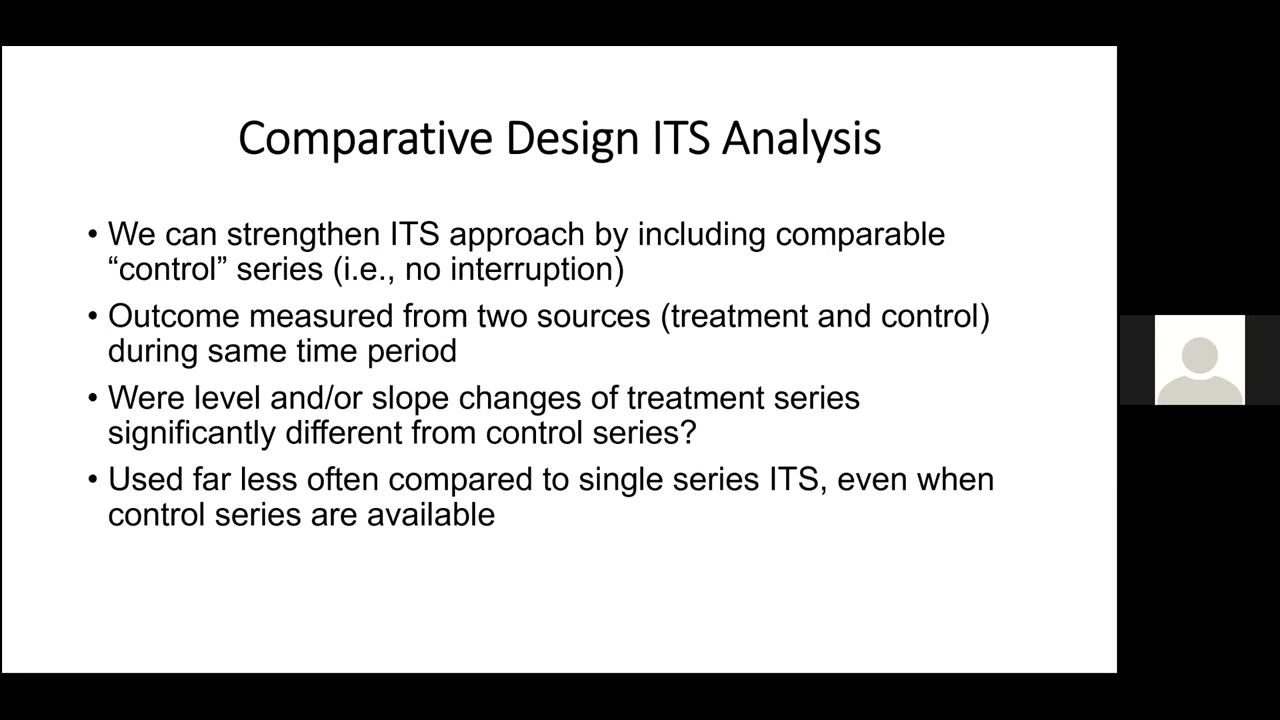 Comparative Design ITS Analysis
• We can strengthen ITS approach by including comparable
“control” series (i.e., no interruption)
• Outcome measured from two sources (treatment and control)
during same time period
• Were level and/or slope changes of treatment series
significantly different from control series?
• Used far less often compared to single series ITS, even when
control series are available